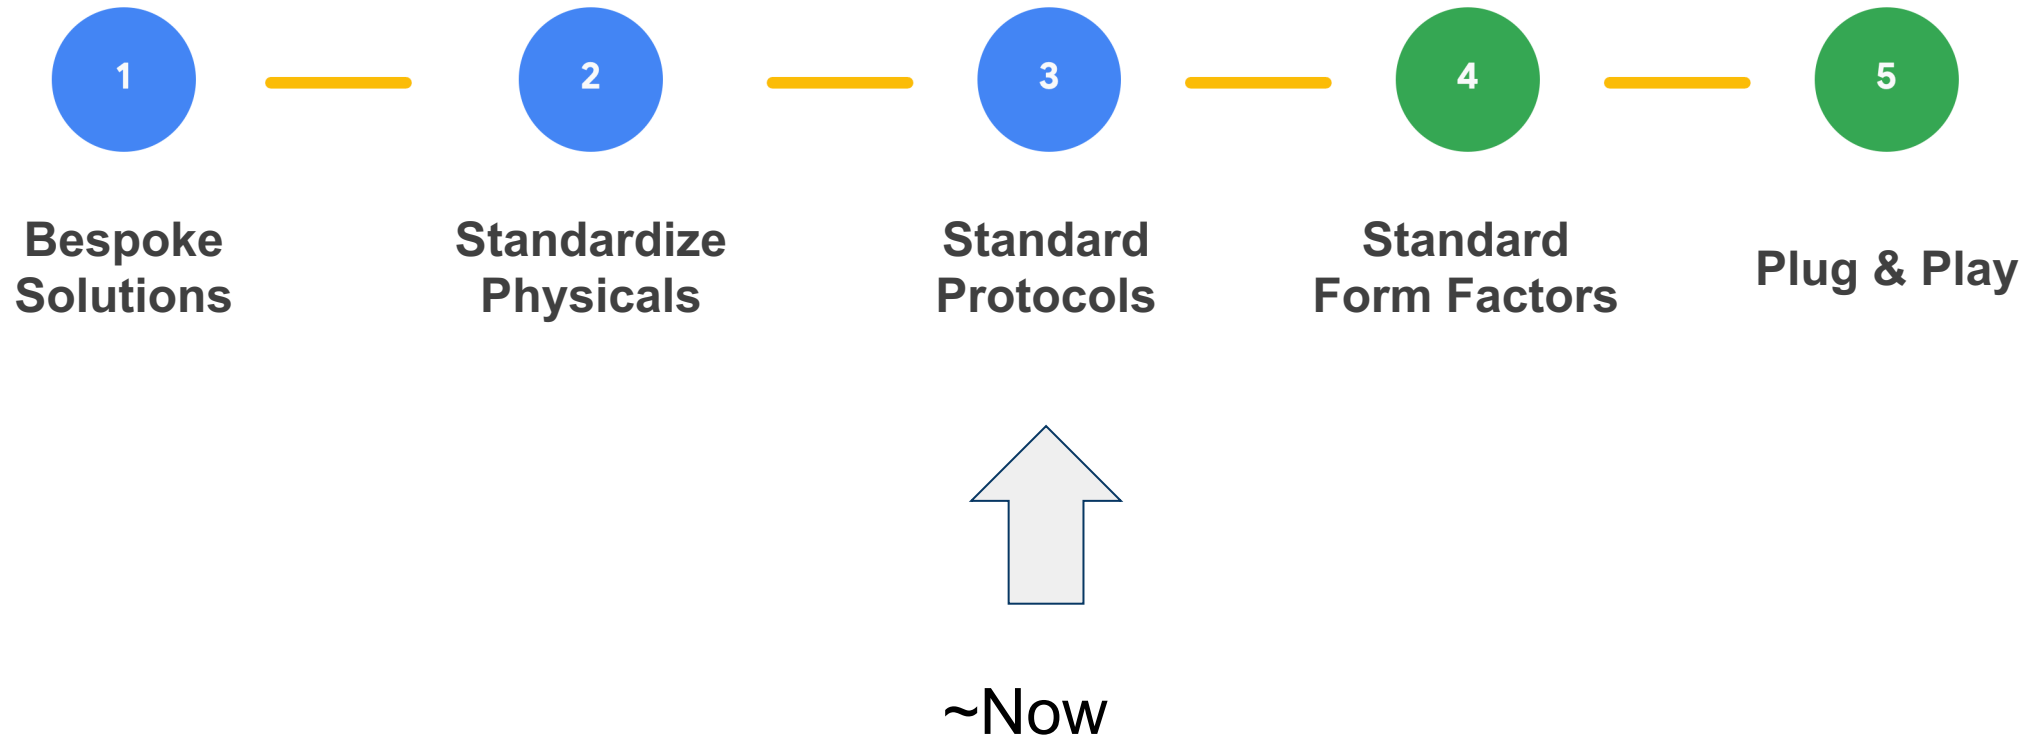 1
2
3
4
5
Bespoke
Solutions
Standardize
Physicals
Standard
Protocols
Standard
Form Factors
Plug & Play
~Now